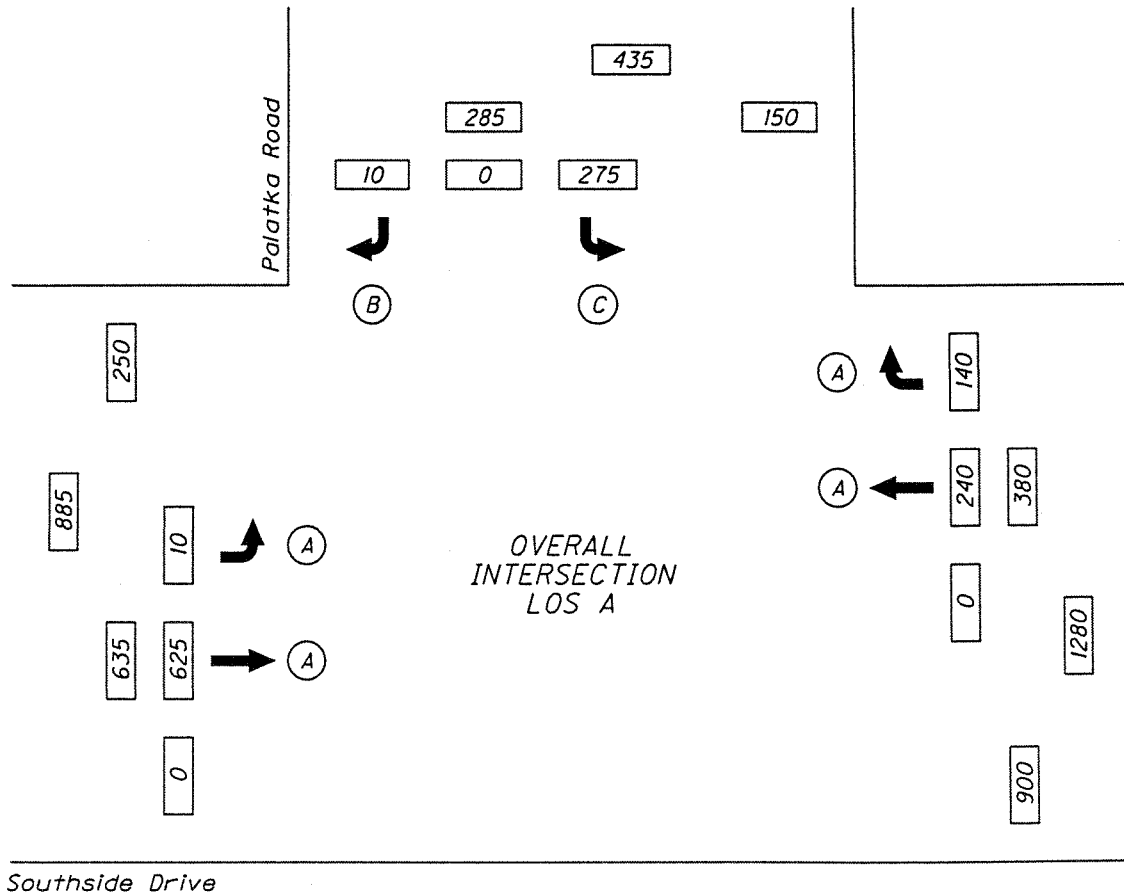 435
285
150
10
0
275
Palatka Road
B
C
250
A
140
885
A
240
380
10
A
OVERALL
INTERSECTION
LOS A
0
635
625
A
1280
0
900
Southside Drive